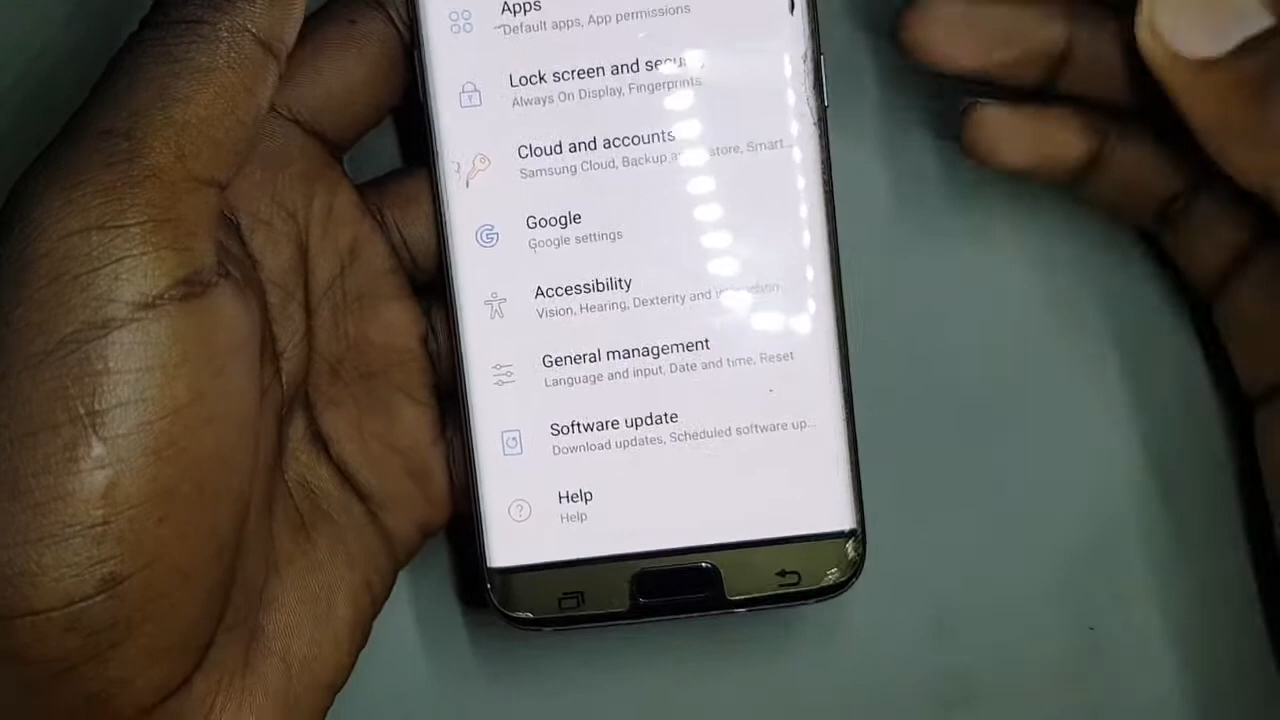 Apps
Default apps, App permissions
Lock screen and secu
Always On Display, Fingerprints
Cloud and accounts
Samsung Cloud, Backup a store, Smart...
Google
Google settings
Accessibility
Vision, Hearing, Dexterity and
General management
Language and input, Date and time, Reset
Software update
Download updates, Scheduled software up...
Help
Help